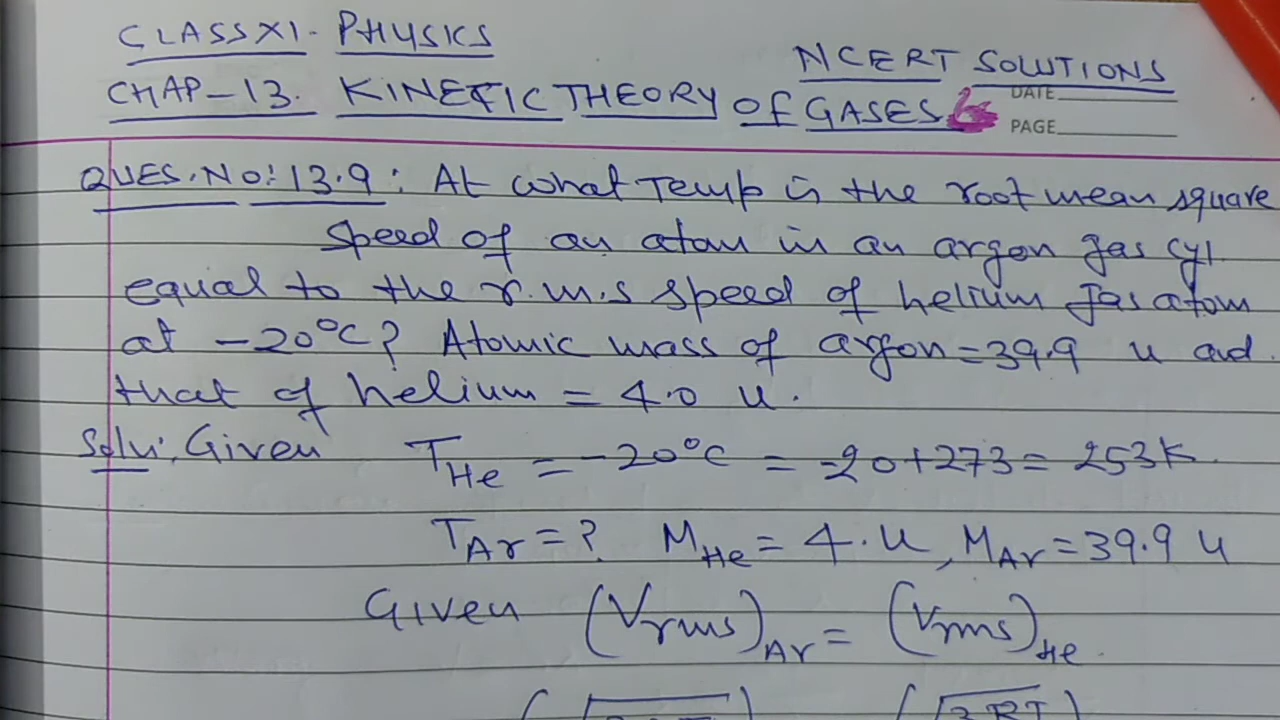 CLASS XI. PHYSICS
NCERT SOLUTIONS
CHAP-13. KINETIC THEORY OF GASES
DATE
PAGE
QUES. NO: 13.9: At what Temp is the root mean square
speed of an atom in an argon gas cyl.
equal to the r.m.s speed of helium gas atom
at -20°C? Atomic mass of argon = 39.9 u and
that of helium = 4.0 u.
Solu: Given T_He = -20°C = -20+273 = 253K.
T_Ar = ? M_He = 4.u, M_Ar = 39.9 u
Given (Vrms)_Ar = (Vrms)_He.